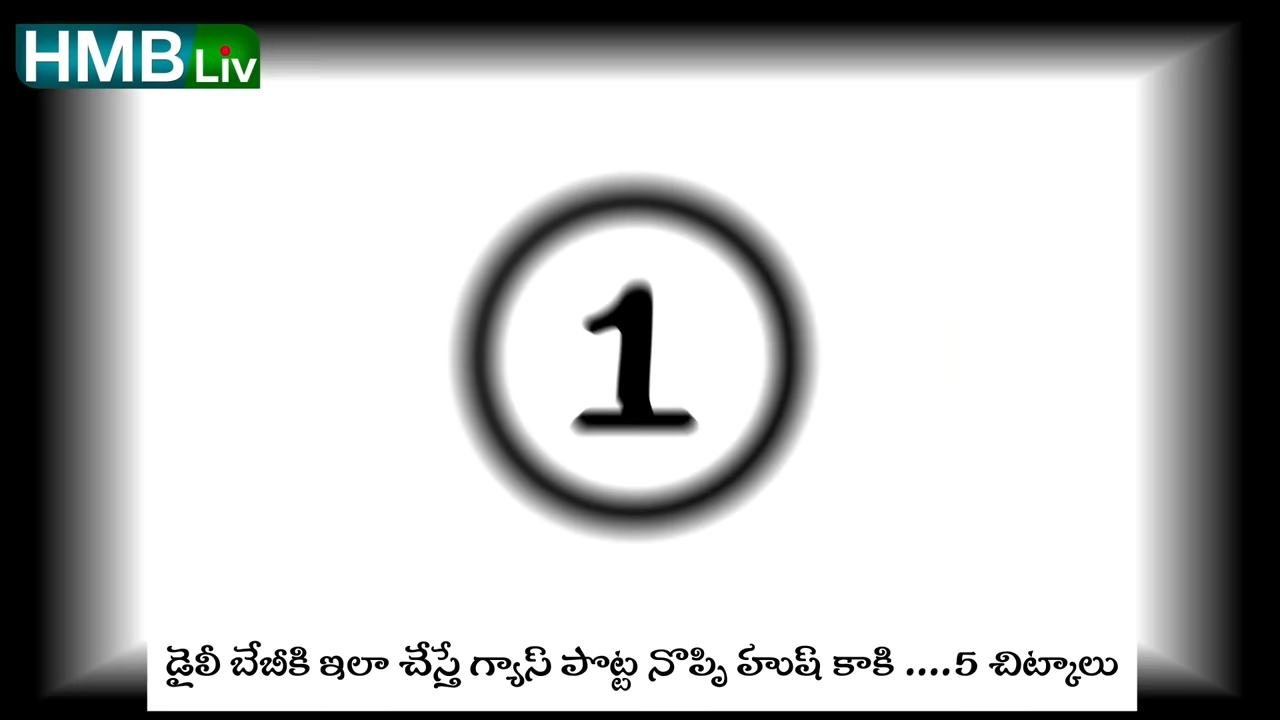 HMB Liv
1
డైలీ బేబీకి ఇలా చేస్తే గ్యాస్ పొట్ట నొప్పి హుష్ కాకి ....5 చిట్కాలు